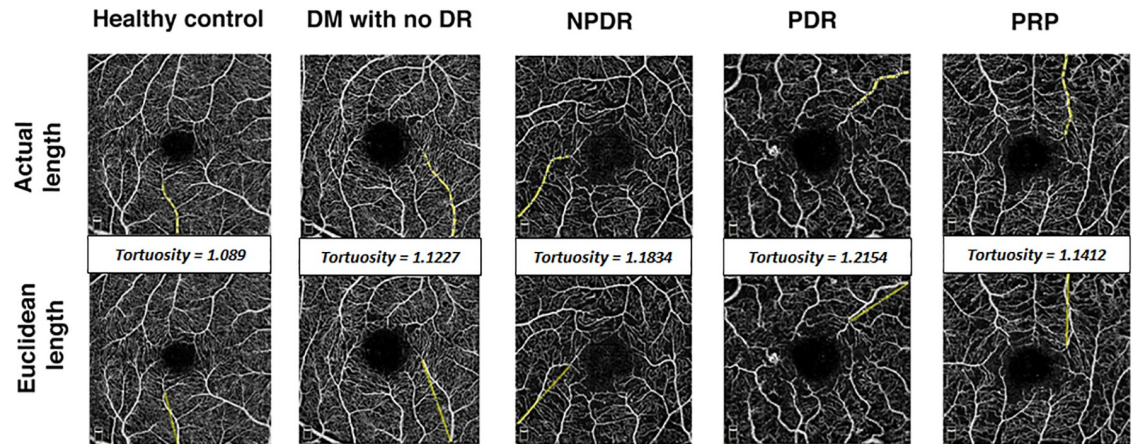 Healthy control
DM with no DR
NPDR
PDR
PRP
Actual
length
Tortuosity = 1.089
Tortuosity = 1.1227
Tortuosity = 1.1834
Tortuosity = 1.2154
Tortuosity = 1.1412
Euclidean
length